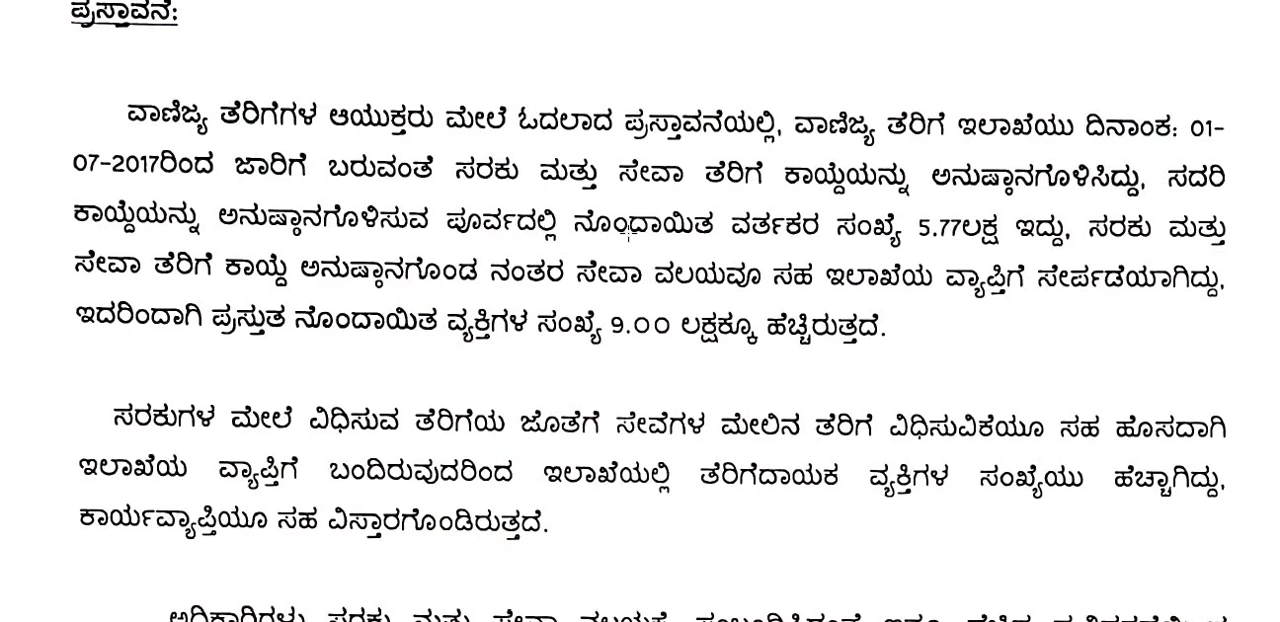 ಪ್ರಸ್ತಾವನೆ:
ವಾಣಿಜ್ಯ ತೆರಿಗೆಗಳ ಆಯುಕ್ತರು ಮೇಲೆ ಓದಲಾದ ಪ್ರಸ್ತಾವನೆಯಲ್ಲಿ, ವಾಣಿಜ್ಯ ತೆರಿಗೆ ಇಲಾಖೆಯು ದಿನಾಂಕ: 01-
07-2017ರಿಂದ ಜಾರಿಗೆ ಬರುವಂತೆ ಸರಕು ಮತ್ತು ಸೇವಾ ತೆರಿಗೆ ಕಾಯ್ದೆಯನ್ನು ಅನುಷ್ಠಾನಗೊಳಿಸಿದ್ದು, ಸದರಿ
ಕಾಯ್ದೆಯನ್ನು ಅನುಷ್ಠಾನಗೊಳಿಸುವ ಪೂರ್ವದಲ್ಲಿ ನೊಂದಾಯಿತ ವರ್ತಕರ ಸಂಖ್ಯೆ 5.77ಲಕ್ಷ ಇದ್ದು, ಸರಕು ಮತ್ತು
ಸೇವಾ ತೆರಿಗೆ ಕಾಯ್ದೆ ಅನುಷ್ಠಾನಗೊಂಡ ನಂತರ ಸೇವಾ ವಲಯವೂ ಸಹ ಇಲಾಖೆಯ ವ್ಯಾಪ್ತಿಗೆ ಸೇರ್ಪಡೆಯಾಗಿದ್ದು,
ಇದರಿಂದಾಗಿ ಪ್ರಸ್ತುತ ನೊಂದಾಯಿತ ವ್ಯಕ್ತಿಗಳ ಸಂಖ್ಯೆ 9.೦೦ ಲಕ್ಷಕ್ಕೂ ಹೆಚ್ಚಿರುತ್ತದೆ.
ಸರಕುಗಳ ಮೇಲೆ ವಿಧಿಸುವ ತೆರಿಗೆಯ ಜೊತೆಗೆ ಸೇವೆಗಳ ಮೇಲಿನ ತೆರಿಗೆ ವಿಧಿಸುವಿಕೆಯೂ ಸಹ ಹೊಸದಾಗಿ
ಇಲಾಖೆಯ ವ್ಯಾಪ್ತಿಗೆ ಬಂದಿರುವುದರಿಂದ ಇಲಾಖೆಯಲ್ಲಿ ತೆರಿಗೆದಾಯಕ ವ್ಯಕ್ತಿಗಳ ಸಂಖ್ಯೆಯು ಹೆಚ್ಚಾಗಿದ್ದು,
ಕಾರ್ಯವ್ಯಾಪ್ತಿಯೂ ಸಹ ವಿಸ್ತಾರಗೊಂಡಿರುತ್ತದೆ.